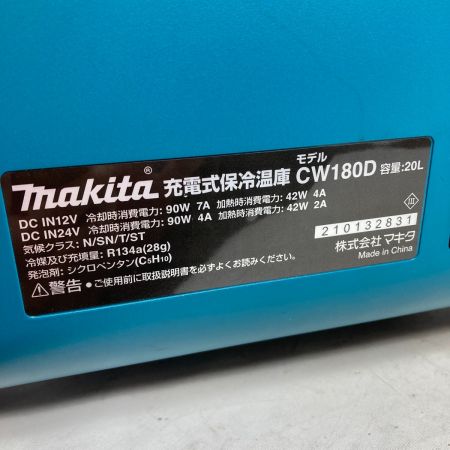 makita® 充電式保冷温庫 モデル CW180D 容量:20L
DC IN12V 冷却時消費電力: 90W 7A 加熱時消費電力: 42W 4A
DC IN24V 冷却時消費電力: 90W 4A 加熱時消費電力: 42W 2A
気候クラス: N/SN/T/ST
冷媒及び充填量: R134a(28g)
発泡剤: シクロペンタン(C₅H₁₀)
210132831
⚠警告 •ご使用前に取扱説明書を必ずよくお読みください。
株式会社マキタ
Made in China